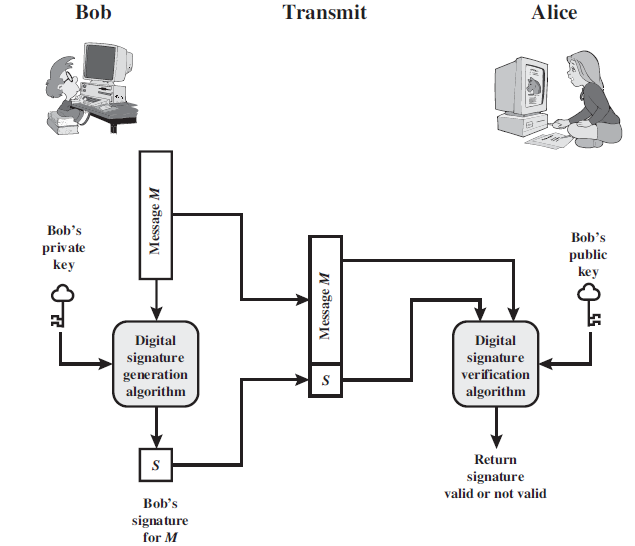 Bob
Transmit
Alice
Message M
Bob's
private
key
Digital
signature
generation
algorithm
S
Bob's
signature
for M
Message M
S
Bob's
public
key
Digital
signature
verification
algorithm
Return
signature
valid or not valid